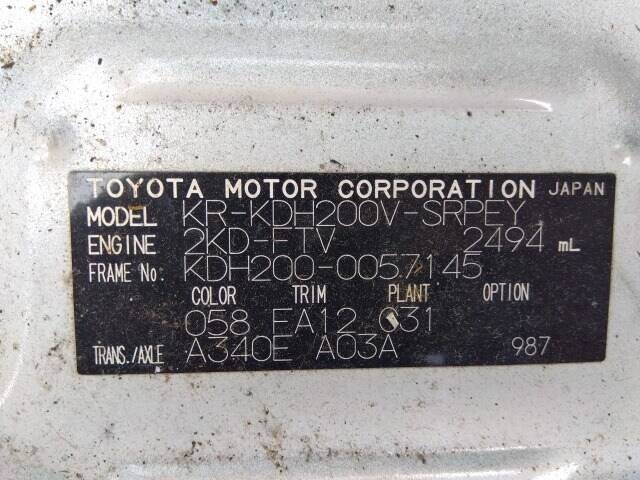 TOYOTA MOTOR CORPORATION JAPAN
MODEL KR-KDH200V-SRPEY
ENGINE 2KD-FTV 2494 mL
FRAME No. KDH200-0057145
COLOR TRIM PLANT OPTION
058 FA12 C31
TRANS./AXLE A340E A03A 987